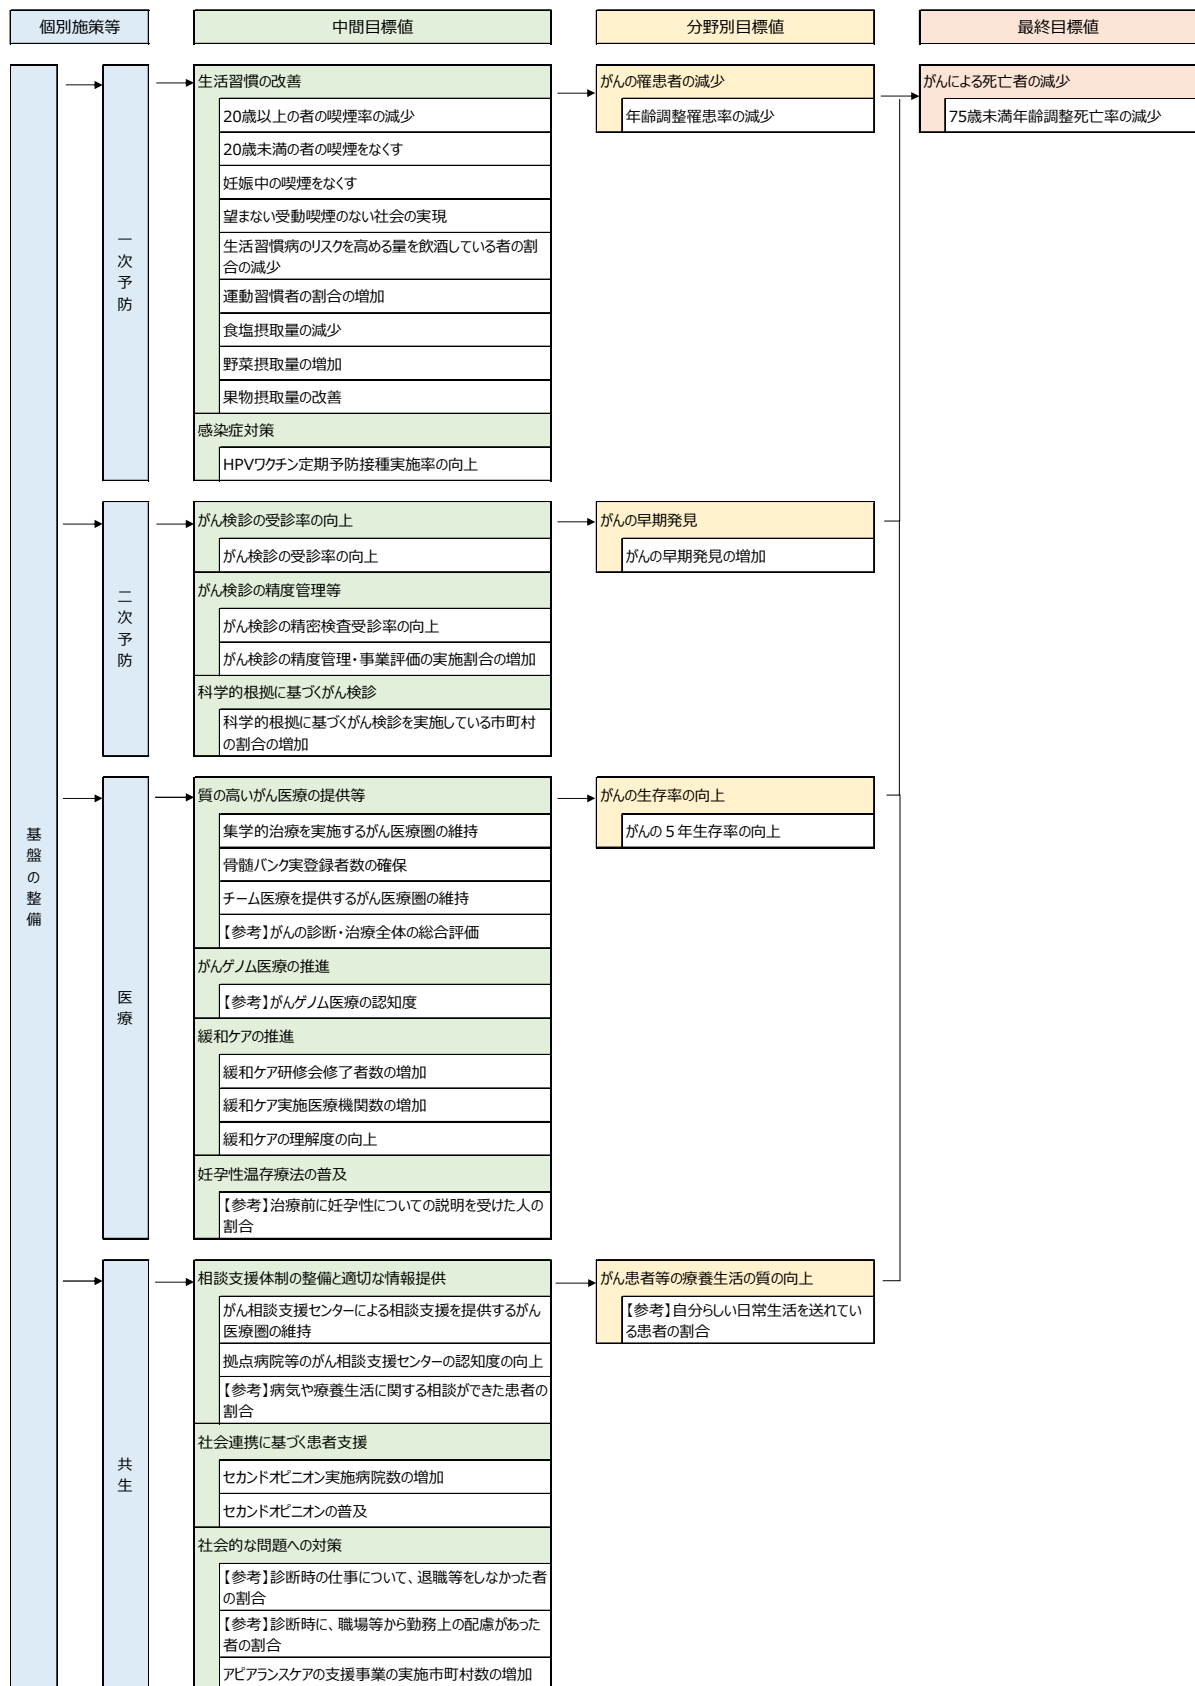 個別施策等
中間目標値
分野別目標値
最終目標値
基盤の整備
一次予防
生活習慣の改善
20歳以上の者の喫煙率の減少
20歳未満の者の喫煙をなくす
妊娠中の喫煙をなくす
望まない受動喫煙のない社会の実現
生活習慣病のリスクを高める量を飲酒している者の割
合の減少
運動習慣者の割合の増加
食塩摂取量の減少
野菜摂取量の増加
果物摂取量の改善
感染症対策
HPVワクチン定期予防接種実施率の向上
がんの罹患者の減少
年齢調整罹患率の減少
がんによる死亡者の減少
75歳未満年齢調整死亡率の減少
二次予防
がん検診の受診率の向上
がん検診の受診率の向上
がん検診の精度管理等
がん検診の精密検査受診率の向上
がん検診の精度管理・事業評価の実施割合の増加
科学的根拠に基づくがん検診
科学的根拠に基づくがん検診を実施している市町村
の割合の増加
がんの早期発見
がんの早期発見の増加
医療
質の高いがん医療の提供等
集学的治療を実施するがん医療圏の維持
骨髄バンク実登録者数の確保
チーム医療を提供するがん医療圏の維持
【参考】がんの診断・治療全体の総合評価
がんゲノム医療の推進
【参考】がんゲノム医療の認知度
緩和ケアの推進
緩和ケア研修会修了者数の増加
緩和ケア実施医療機関数の増加
緩和ケアの理解度の向上
妊孕性温存療法の普及
【参考】治療前に妊孕性についての説明を受けた人の
割合
がんの生存率の向上
がんの５年生存率の向上
共生
相談支援体制の整備と適切な情報提供
がん相談支援センターによる相談支援を提供するがん
医療圏の維持
拠点病院等のがん相談支援センターの認知度の向上
【参考】病気や療養生活に関する相談ができた患者の
割合
社会連携に基づく患者支援
セカンドオピニオン実施病院数の増加
セカンドオピニオンの普及
社会的な問題への対策
【参考】診断時の仕事について、退職等をしなかった者
の割合
【参考】診断時に、職場等から勤務上の配慮があった
者の割合
アピアランスケアの支援事業の実施市町村数の増加
がん患者等の療養生活の質の向上
【参考】自分らしい日常生活を送れてい
る患者の割合